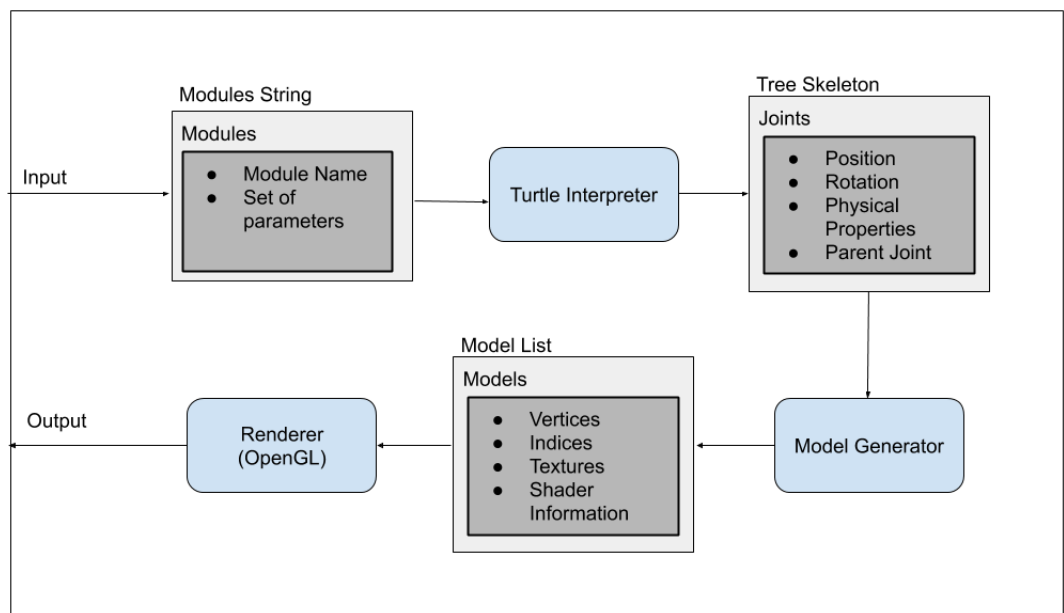 Modules String
Modules
● Module Name
● Set of
parameters
Input
Turtle Interpreter
Tree Skeleton
Joints
● Position
● Rotation
● Physical
Properties
● Parent Joint
Model List
Models
● Vertices
● Indices
● Textures
● Shader
Information
Model Generator
Renderer
(OpenGL)
Output